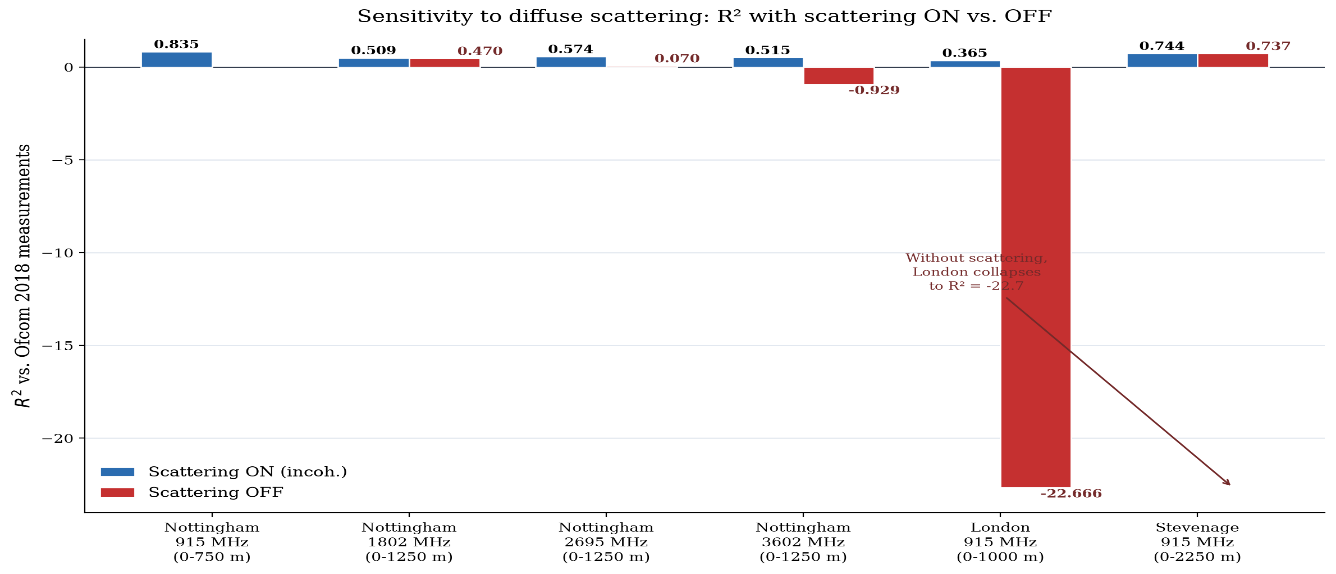 Sensitivity to diffuse scattering: R² with scattering ON vs. OFF
R² vs. Ofcom 2018 measurements
0
−5
−10
−15
−20
0.835
0.509
0.470
0.574
0.070
0.515
-0.929
0.365
-22.666
0.744
0.737
Without scattering,
London collapses
to R² = -22.7
Scattering ON (incoh.)
Scattering OFF
Nottingham
915 MHz
(0-750 m)
Nottingham
1802 MHz
(0-1250 m)
Nottingham
2695 MHz
(0-1250 m)
Nottingham
3602 MHz
(0-1250 m)
London
915 MHz
(0-1000 m)
Stevenage
915 MHz
(0-2250 m)